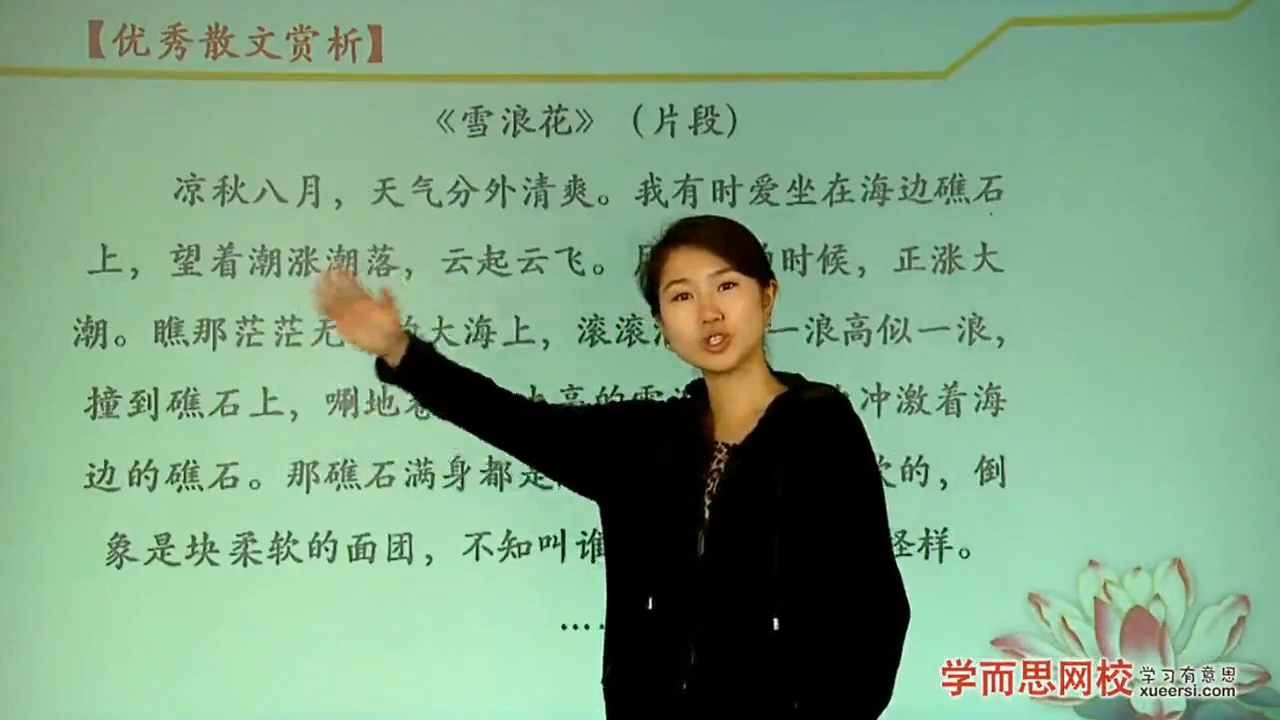 【优秀散文赏析】
《雪浪花》（片段）
凉秋八月，天气分外清爽。我有时爱坐在海边礁石
上，望着潮涨潮落，云起云飞。 时候，正涨大
潮。瞧那茫茫无 大海上，滚滚 一浪高似一浪，
撞到礁石上，唰地 冲激着海
边的礁石。那礁石满身都是 的，倒
象是块柔软的面团，不知叫谁 怪样。
…
学而思网校 学习有意思
xueersi.com